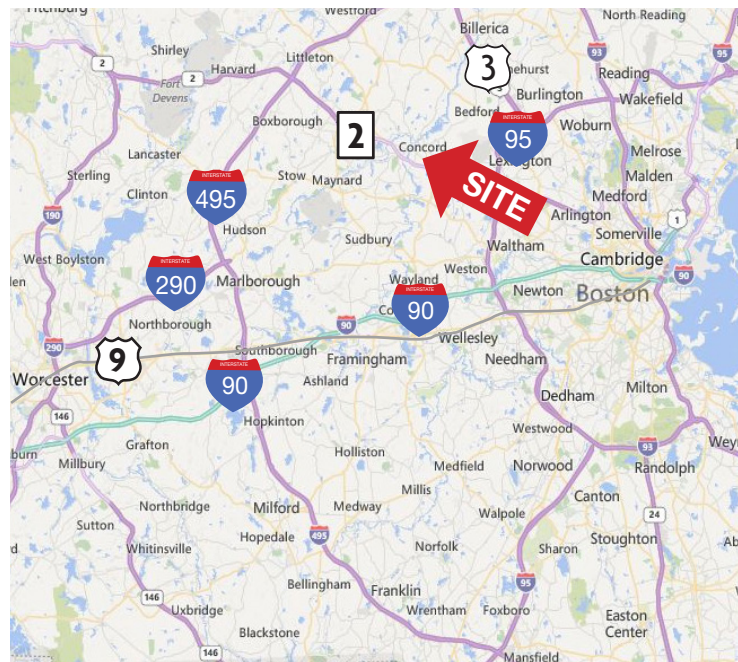 Westford
Billerica
North Reading
Shirley
Littleton
3
93
95
2
Harvard
2
Reading
Fort
Devens
Burlington
Wakefield
Boxborough
2
Bedford
INTERSTATE
95
Woburn
Lancaster
Concord
Melrose
Sterling
Stow
Maynard
Malden
Clinton
INTERSTATE
495
SITE
Medford
190
Arlington
1
Hudson
Sudbury
Waltham
Somerville
West Boylston
Weston
Cambridge
INTERSTATE
290
Marlborough
Wayland
90
INTERSTATE
90
Newton
Boston
Northborough
90
Wellesley
290
9
Southborough
Framingham
Needham
Worcester
INTERSTATE
90
Ashland
Milton
Dedham
146
Hopkinton
Westwood
Grafton
93
Holliston
Millbury
Medfield
Norwood
Randolph
Millis
Canton
Northbridge
Milford
Medway
Walpole
24
Sutton
Hopedale
495
Stoughton
Whitinsville
Norfolk
Sharon
Bellingham
Franklin
95
146
Uxbridge
Wrentham
Foxboro
Easton
Center
Blackstone
Mansfield